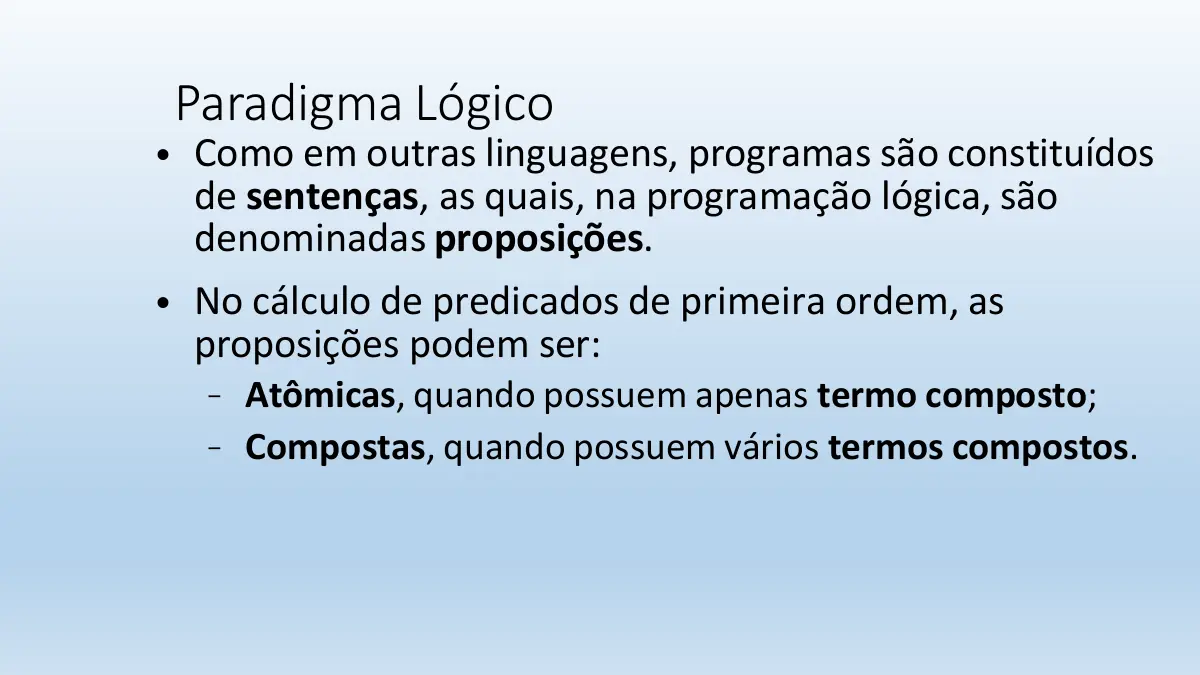 Paradigma Lógico
• Como em outras linguagens, programas são constituídos
de sentenças, as quais, na programação lógica, são
denominadas proposições.
• No cálculo de predicados de primeira ordem, as
proposições podem ser:
– Atômicas, quando possuem apenas termo composto;
– Compostas, quando possuem vários termos compostos.